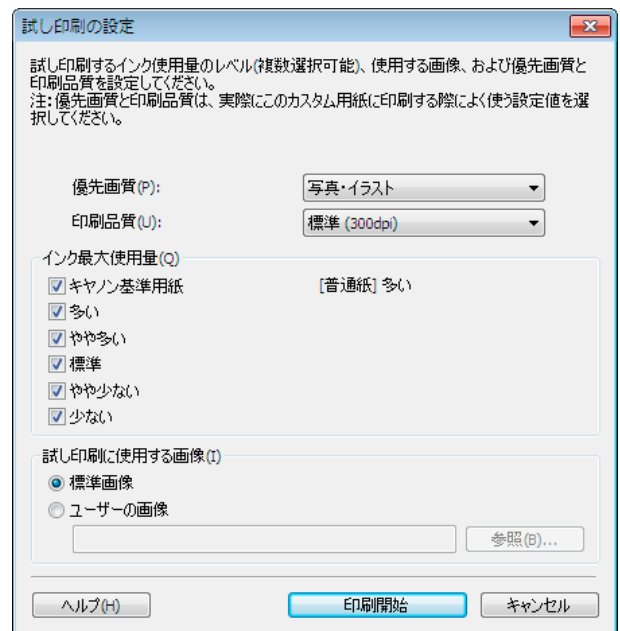 試し印刷の設定
試し印刷するインク使用量のレベル(複数選択可能)、使用する画像、および優先画質と
印刷品質を設定してください。
注：優先画質と印刷品質は、実際にこのカスタム用紙に印刷する際によく使う設定値を選
択してください。
優先画質(P): 写真・イラスト
印刷品質(U): 標準 (300dpi)
インク最大使用量(Q)
キヤノン基準用紙 [普通紙] 多い
多い
やや多い
標準
やや少ない
少ない
試し印刷に使用する画像(I)
標準画像
ユーザーの画像
参照(B)...
ヘルプ(H) 印刷開始 キャンセル